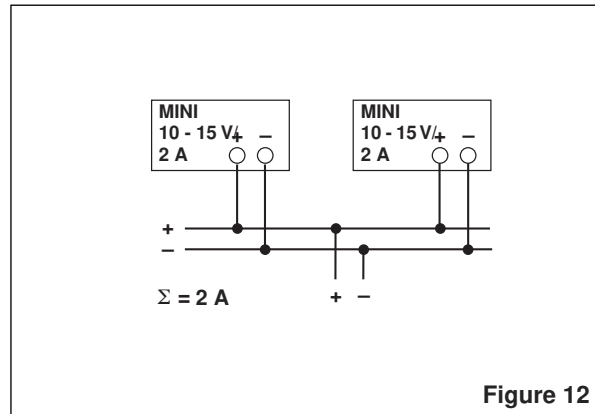 MINI
10 - 15 V/
2 A
+ −
MINI
10 - 15 V/
2 A
+ −
+
−
Σ = 2 A
+ −
Figure 12